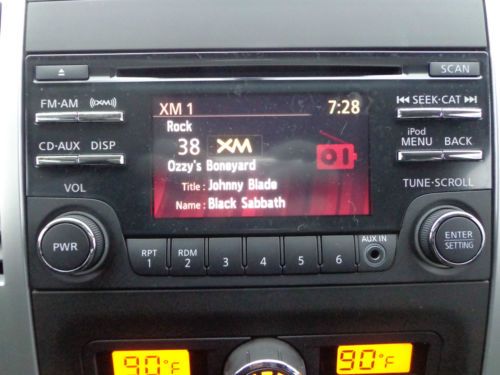 SCAN
FM·AM XM
XM 1 7:28
SEEK·CAT
Rock
38 XM
iPod
CD·AUX DISP
MENU BACK
Ozzy's Boneyard
Title : Johnny Blade
VOL
TUNE·SCROLL
Name : Black Sabbath
PWR
ENTER
SETTING
AUX IN
RPT RDM
1 2 3 4 5 6
90°F 90°F